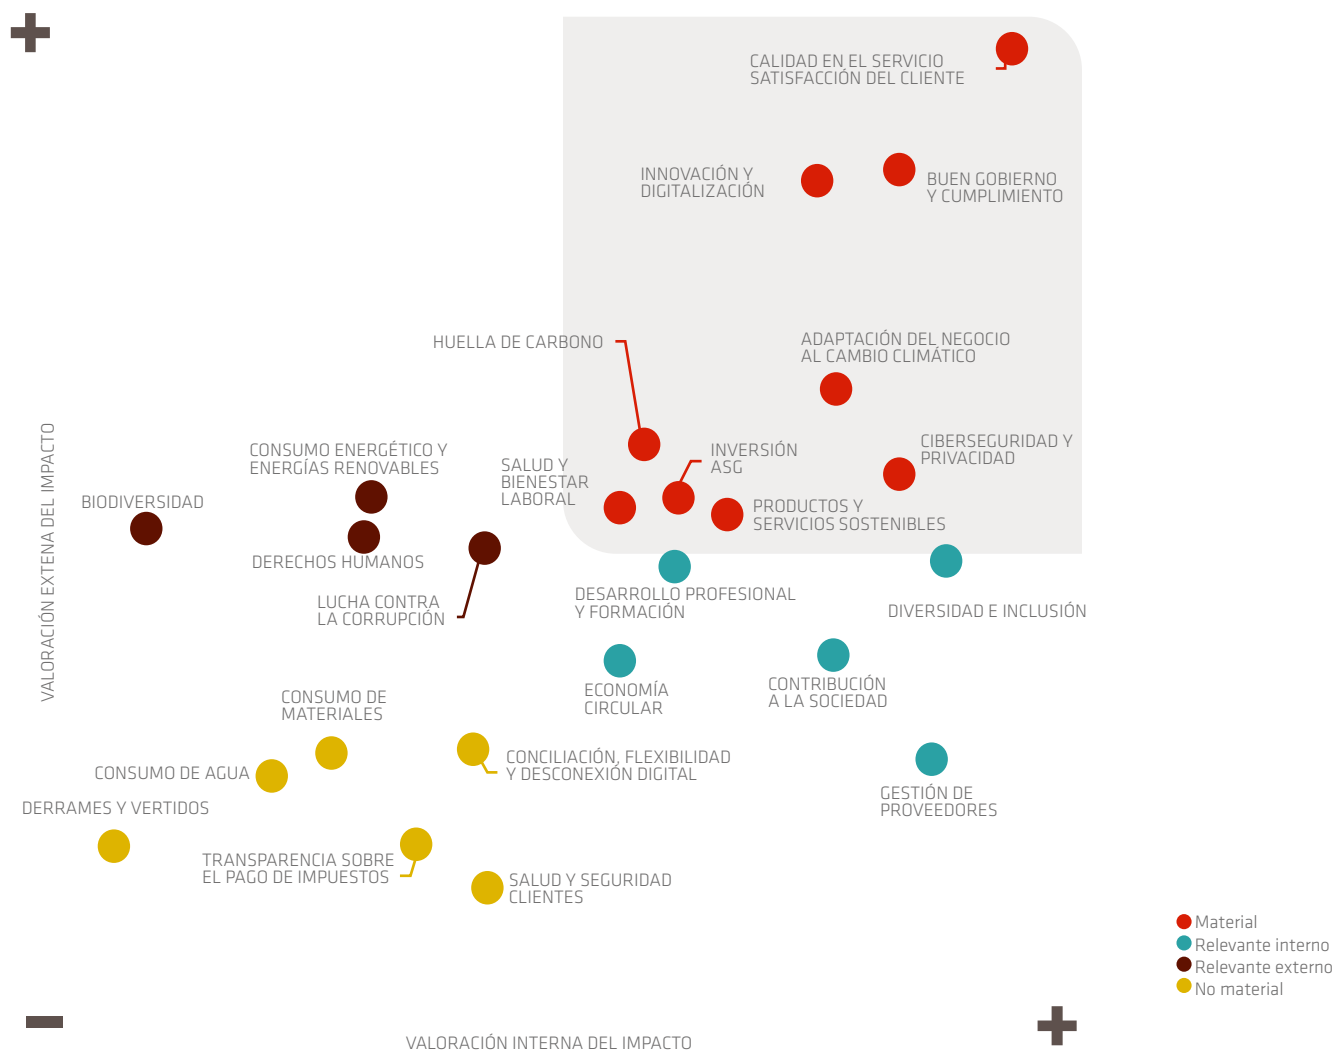 CALIDAD EN EL SERVICIO
SATISFACCIÓN DEL CLIENTE
INNOVACIÓN Y
DIGITALIZACIÓN
BUEN GOBIERNO
Y CUMPLIMIENTO
HUELLA DE CARBONO
ADAPTACIÓN DEL NEGOCIO
AL CAMBIO CLIMÁTICO
CONSUMO ENERGÉTICO Y
ENERGÍAS RENOVABLES
SALUD Y
BIENESTAR
LABORAL
INVERSIÓN
ASG
CIBERSEGURIDAD Y
PRIVACIDAD
BIODIVERSIDAD
PRODUCTOS Y
SERVICIOS SOSTENIBLES
DERECHOS HUMANOS
LUCHA CONTRA
LA CORRUPCIÓN
DESARROLLO PROFESIONAL
Y FORMACIÓN
DIVERSIDAD E INCLUSIÓN
VALORACIÓN EXTENA DEL IMPACTO
CONSUMO DE
MATERIALES
ECONOMÍA
CIRCULAR
CONTRIBUCIÓN
A LA SOCIEDAD
CONSUMO DE AGUA
CONCILIACIÓN, FLEXIBILIDAD
Y DESCONEXIÓN DIGITAL
GESTIÓN DE
PROVEEDORES
DERRAMES Y VERTIDOS
TRANSPARENCIA SOBRE
EL PAGO DE IMPUESTOS
SALUD Y SEGURIDAD
CLIENTES
Material
Relevante interno
Relevante externo
No material
VALORACIÓN INTERNA DEL IMPACTO